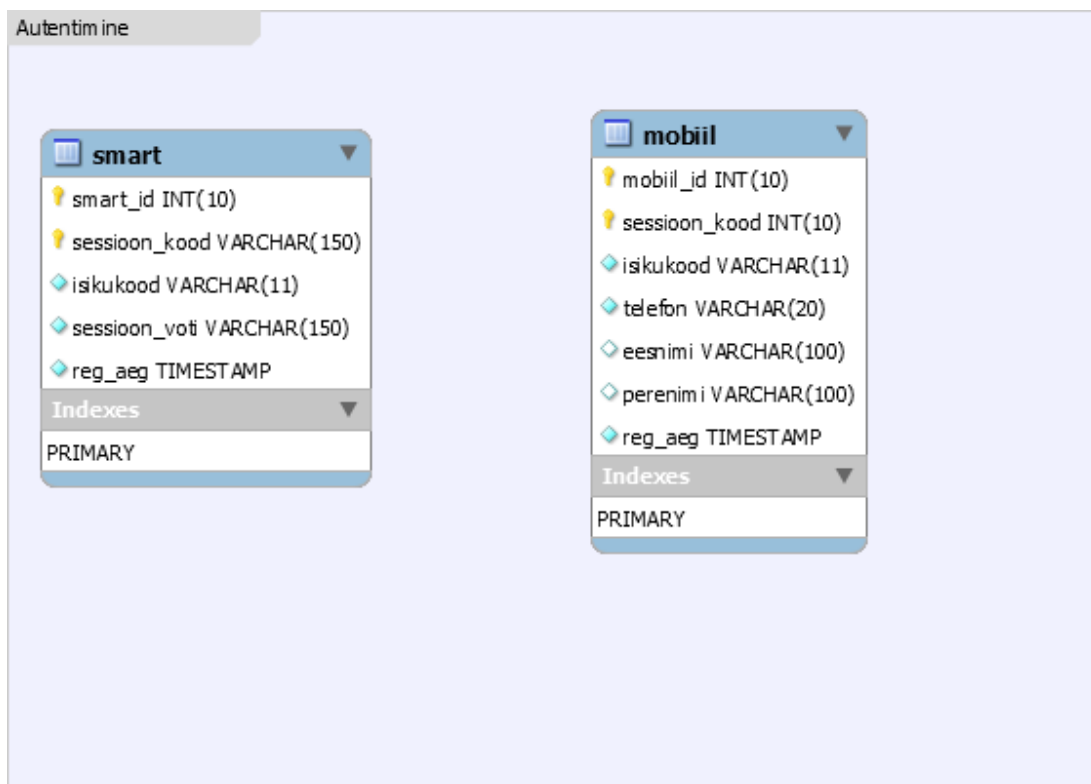 Autentimine
smart
smart_id INT(10)
sessioon_kood VARCHAR(150)
isikukood VARCHAR(11)
sessioon_voti VARCHAR(150)
reg_aeg TIMESTAMP
Indexes
PRIMARY
mobiil
mobiil_id INT(10)
sessioon_kood INT(10)
isikukood VARCHAR(11)
telefon VARCHAR(20)
eesnimi VARCHAR(100)
perenimi VARCHAR(100)
reg_aeg TIMESTAMP
Indexes
PRIMARY